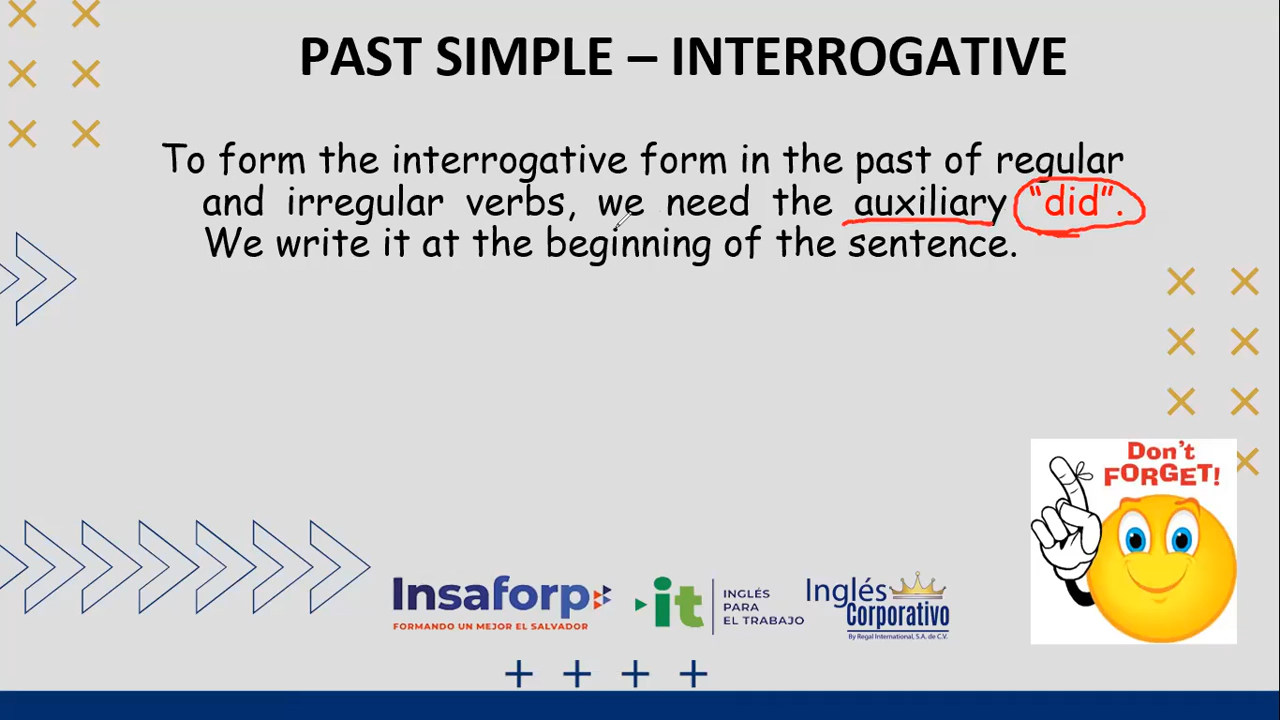 PAST SIMPLE – INTERROGATIVE
To form the interrogative form in the past of regular
and irregular verbs, we need the auxiliary "did".
We write it at the beginning of the sentence.
Don't
FORGET!
Insaforp
FORMANDO UN MEJOR EL SALVADOR
it
INGLÉS
PARA
EL TRABAJO
Inglés
Corporativo
By Regal International, S.A. de C.V.